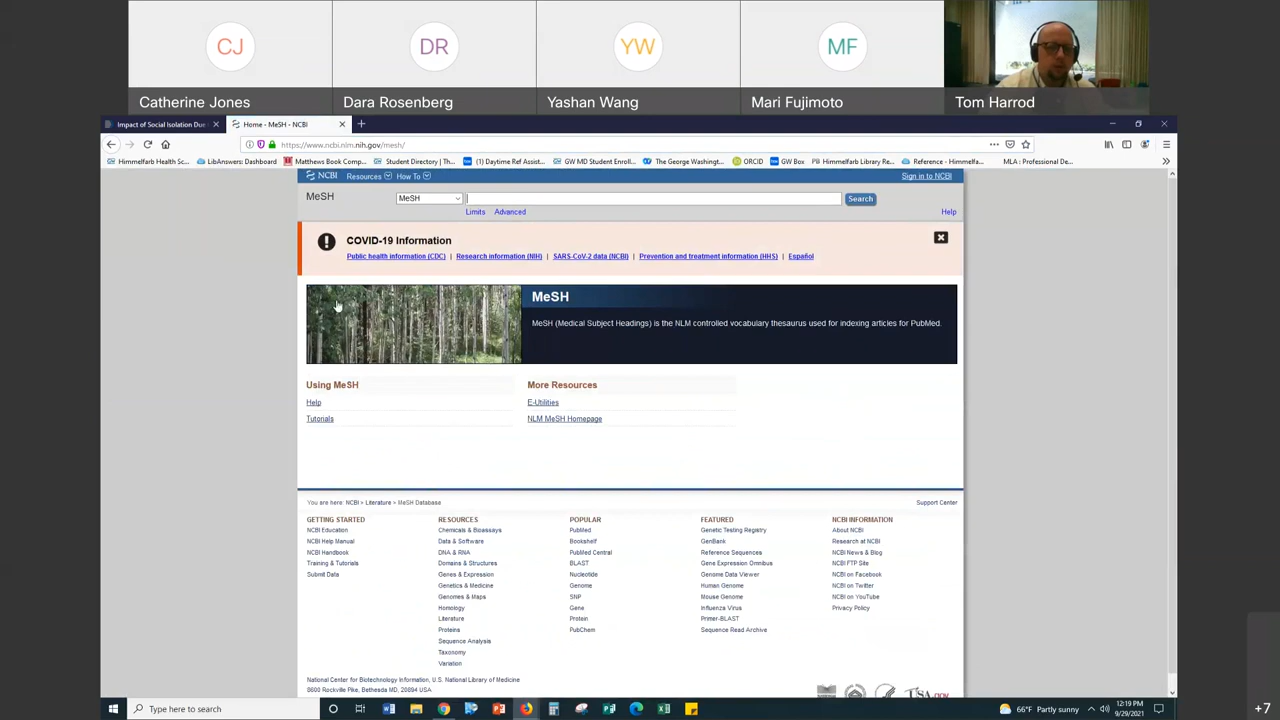 CJ
DR
YW
MF
Catherine Jones
Dara Rosenberg
Yashan Wang
Mari Fujimoto
Tom Harrod
Impact of Social Isolation Due
Home - MeSH - NCBI
https://www.ncbi.nlm.nih.gov/mesh/
Himmelfarb Health Sc... LibAnswers: Dashboard Matthews Book Comp... Student Directory | Th... (1) Daytime Ref Assist... GW MD Student Enroll... The George Washingt... ORCID GW Box Himmelfarb Library Re... Reference - Himmelfa... MLA : Professional De...
NCBI Resources How To Sign in to NCBI
MeSH MeSH Search
Limits Advanced Help
COVID-19 Information
Public health information (CDC) | Research information (NIH) | SARS-CoV-2 data (NCBI) | Prevention and treatment information (HHS) | Español
MeSH
MeSH (Medical Subject Headings) is the NLM controlled vocabulary thesaurus used for indexing articles for PubMed.
Using MeSH
Help
Tutorials
More Resources
E-Utilities
NLM MeSH Homepage
You are here: NCBI > Literature > MeSH Database Support Center
GETTING STARTED
NCBI Education
NCBI Help Manual
NCBI Handbook
Training & Tutorials
Submit Data
RESOURCES
Chemicals & Bioassays
Data & Software
DNA & RNA
Domains & Structures
Genes & Expression
Genetics & Medicine
Genomes & Maps
Homology
Literature
Proteins
Sequence Analysis
Taxonomy
Variation
POPULAR
PubMed
Bookshelf
PubMed Central
BLAST
Nucleotide
Genome
SNP
Gene
Protein
PubChem
FEATURED
Genetic Testing Registry
GenBank
Reference Sequences
Gene Expression Omnibus
Genome Data Viewer
Human Genome
Mouse Genome
Influenza Virus
Primer-BLAST
Sequence Read Archive
NCBI INFORMATION
About NCBI
Research at NCBI
NCBI News & Blog
NCBI FTP Site
NCBI on Facebook
NCBI on Twitter
NCBI on YouTube
Privacy Policy
National Center for Biotechnology Information, U.S. National Library of Medicine
8600 Rockville Pike, Bethesda MD, 20894 USA
USA.gov
Type here to search
66°F Partly sunny
12:19 PM
9/29/2021
+7